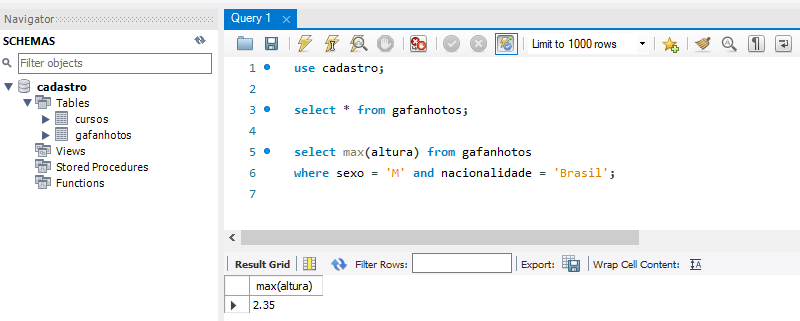 Navigator
SCHEMAS
Filter objects
cadastro
Tables
cursos
gafanhotos
Views
Stored Procedures
Functions
Query 1
Limit to 1000 rows
1 use cadastro;
2
3 select * from gafanhotos;
4
5 select max(altura) from gafanhotos
6 where sexo = 'M' and nacionalidade = 'Brasil';
7
Result Grid Filter Rows: Export: Wrap Cell Content: IA
max(altura)
2.35